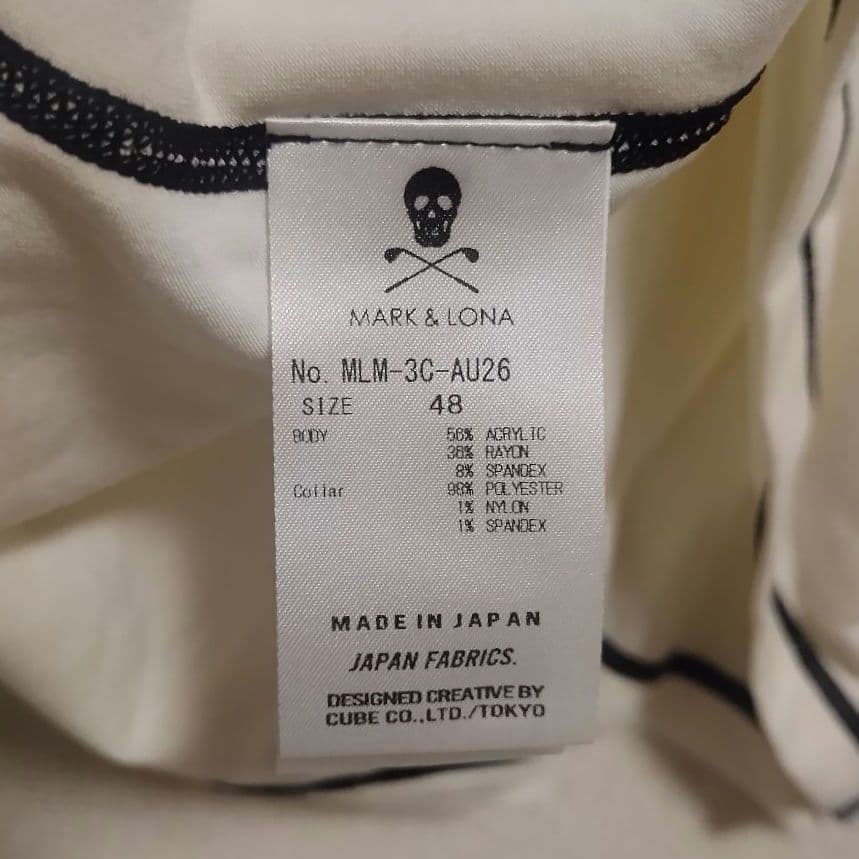 MARK & LONA
No. MLM-3C-AU26
SIZE 48
BODY 56% ACRYLIC
36% RAYON
8% SPANDEX
Collar 98% POLYESTER
1% NYLON
1% SPANDEX
MADE IN JAPAN
JAPAN FABRICS.
DESIGNED CREATIVE BY
CUBE CO.,LTD./TOKYO